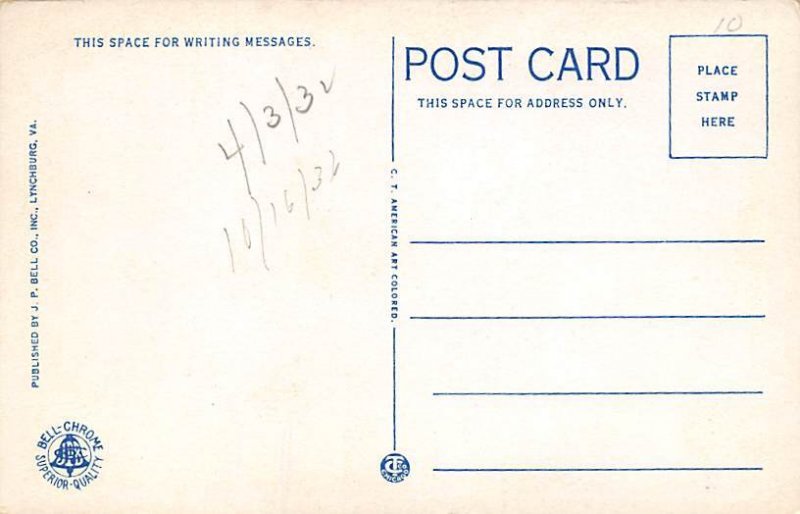 THIS SPACE FOR WRITING MESSAGES.
4/3/32
10/16/32
PUBLISHED BY J. P. BELL CO., INC., LYNCHBURG, VA.
BELL-CHROME
SUPERIOR-QUALITY
C. T. AMERICAN ART COLORED.
CHICAGO
10
POST CARD
THIS SPACE FOR ADDRESS ONLY.
PLACE
STAMP
HERE